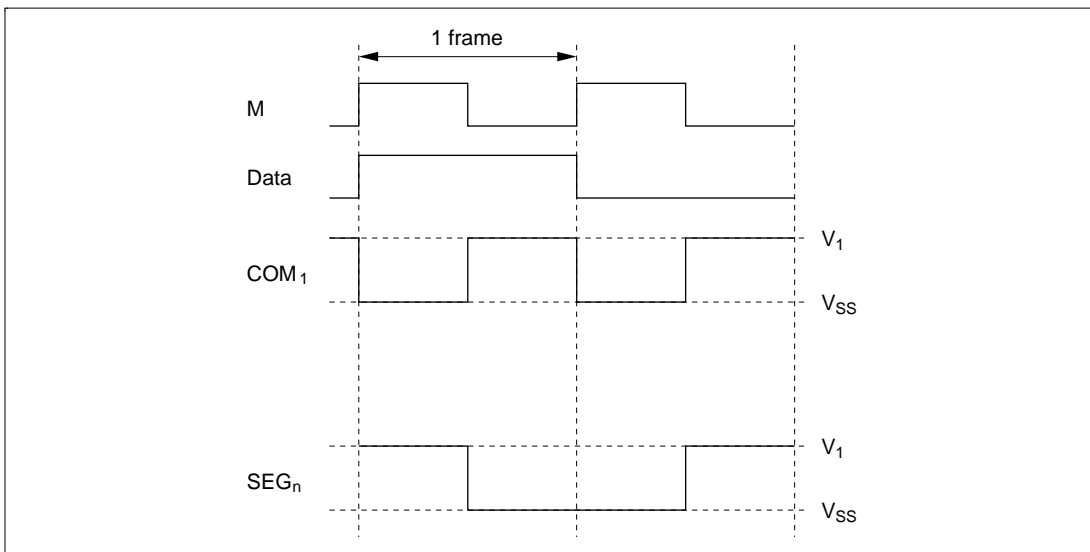 1 frame
M
Data
V1
COM1
VSS
V1
SEGn
VSS